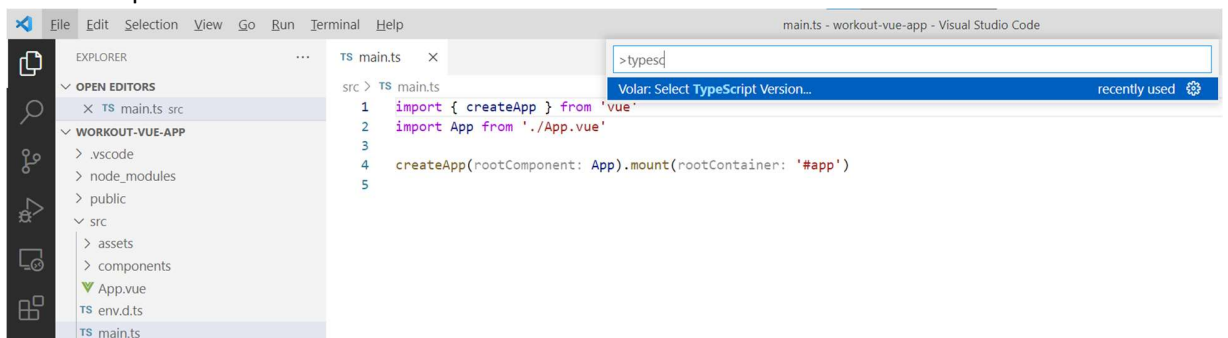 File Edit Selection View Go Run Terminal Help
main.ts - workout-vue-app - Visual Studio Code
EXPLORER ...
OPEN EDITORS
TS main.ts src
WORKOUT-VUE-APP
.vscode
node_modules
public
src
assets
components
App.vue
TS env.d.ts
TS main.ts
TS main.ts
src > TS main.ts
1 import { createApp } from 'vue'
2 import App from './App.vue'
3
4 createApp(rootComponent: App).mount(rootContainer: '#app')
5
>typesc
Volar: Select TypeScript Version... recently used